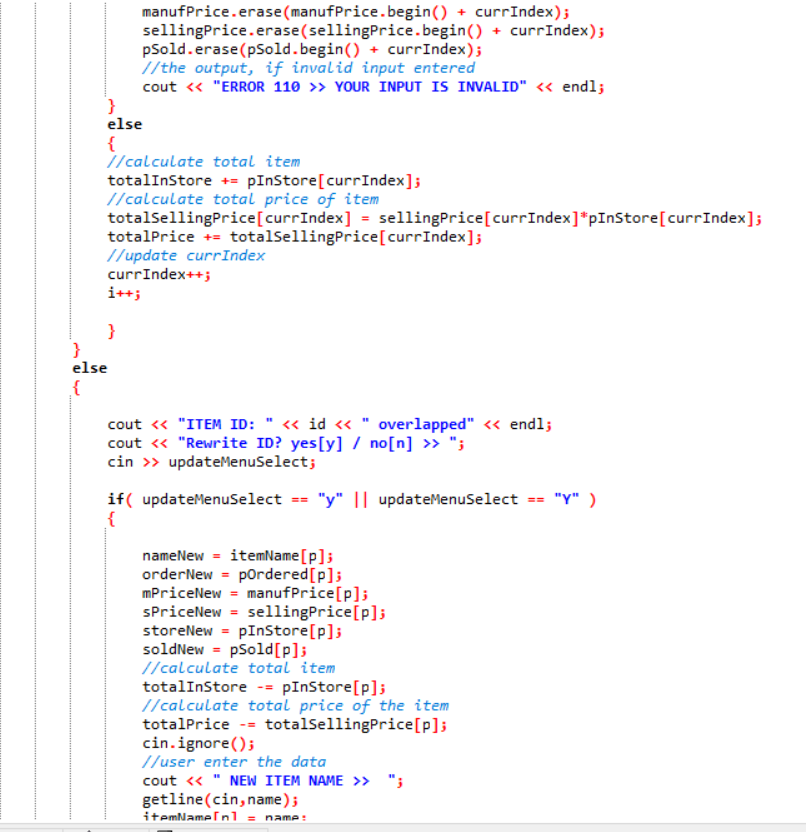 manufPrice.erase(manufPrice.begin() + currIndex);
sellingPrice.erase(sellingPrice.begin() + currIndex);
pSold.erase(pSold.begin() + currIndex);
//the output, if invalid input entered
cout << "ERROR 110 >> YOUR INPUT IS INVALID" << endl;
}
else
{
//calculate total item
totalInStore += pInStore[currIndex];
//calculate total price of item
totalSellingPrice[currIndex] = sellingPrice[currIndex]*pInStore[currIndex];
totalPrice += totalSellingPrice[currIndex];
//update currIndex
currIndex++;
i++;
}
}
else
{
cout << "ITEM ID: " << id << " overlapped" << endl;
cout << "Rewrite ID? yes[y] / no[n] >> ";
cin >> updateMenuSelect;
if( updateMenuSelect == "y" || updateMenuSelect == "Y" )
{
nameNew = itemName[p];
orderNew = pOrdered[p];
mPriceNew = manufPrice[p];
sPriceNew = sellingPrice[p];
storeNew = pInStore[p];
soldNew = pSold[p];
//calculate total item
totalInStore -= pInStore[p];
//calculate total price of the item
totalPrice -= totalSellingPrice[p];
cin.ignore();
//user enter the data
cout << " NEW ITEM NAME >>  ";
getline(cin,name);
itemName[p] = name;